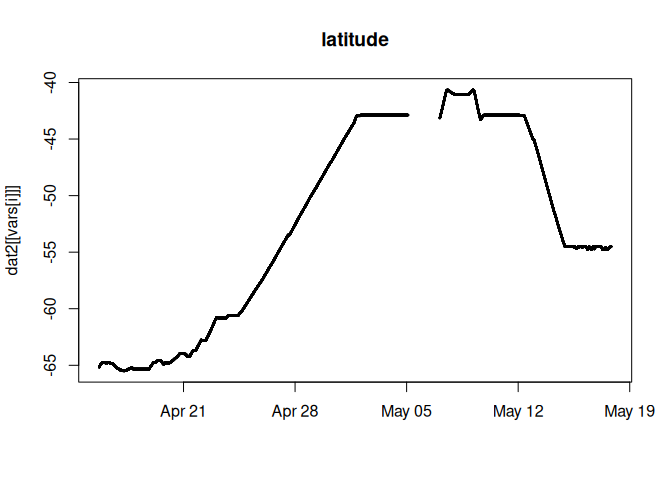 latitude
dat2[[vars[i]]]
-40
-45
-50
-55
-60
-65
Apr 21
Apr 28
May 05
May 12
May 19